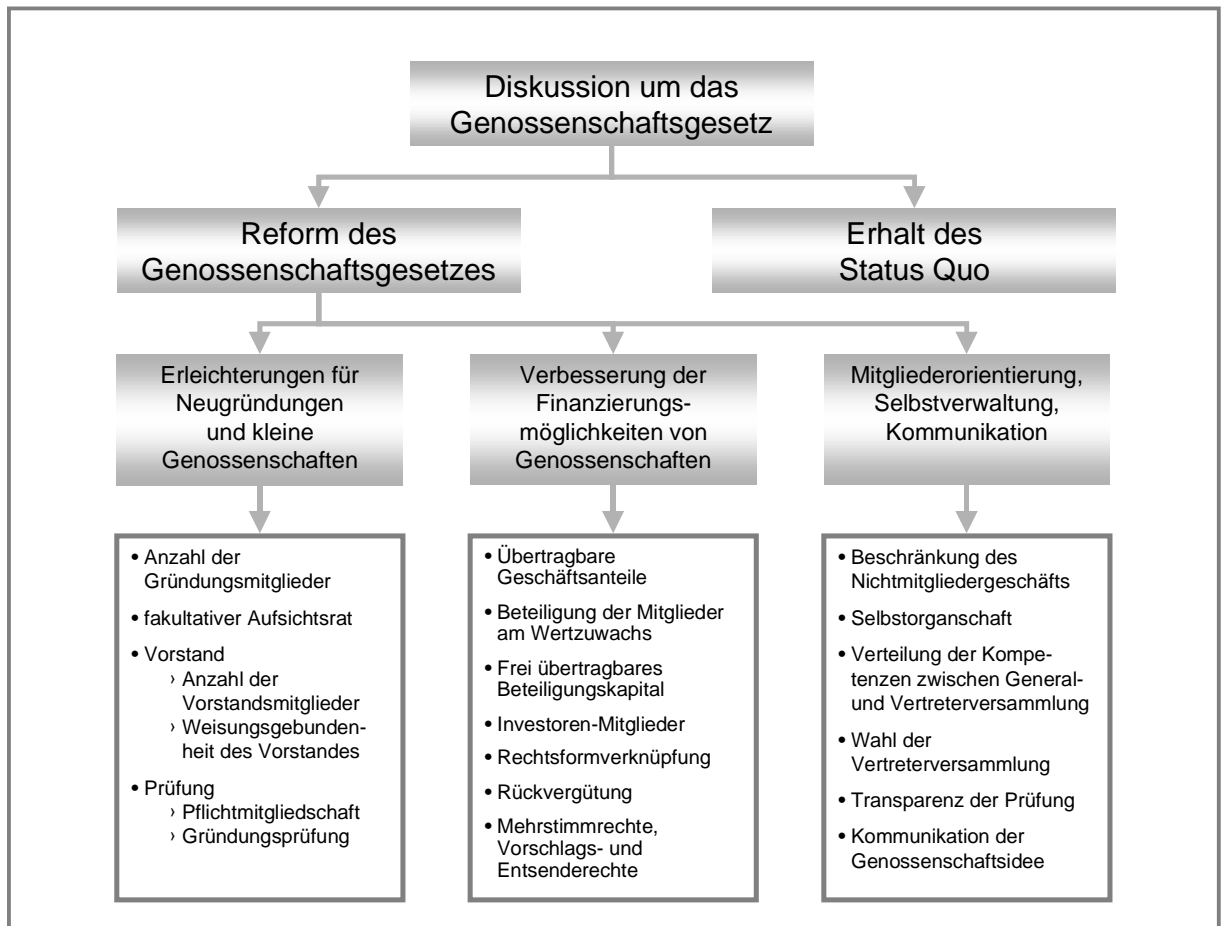 Diskussion um das
Genossenschaftsgesetz
Reform des
Genossenschaftsgesetzes
Erhalt des
Status Quo
Erleichterungen für
Neugründungen
und kleine
Genossenschaften
Verbesserung der
Finanzierungs-
möglichkeiten von
Genossenschaften
Mitgliederorientierung,
Selbstverwaltung,
Kommunikation
• Anzahl der
Gründungsmitglieder
• fakultativer Aufsichtsrat
• Vorstand
› Anzahl der
Vorstandsmitglieder
› Weisungsgebunden-
heit des Vorstandes
• Prüfung
› Pflichtmitgliedschaft
› Gründungsprüfung
• Übertragbare
Geschäftsanteile
• Beteiligung der Mitglieder
am Wertzuwachs
• Frei übertragbares
Beteiligungskapital
• Investoren-Mitglieder
• Rechtsformverknüpfung
• Rückvergütung
• Mehrstimmrechte,
Vorschlags- und
Entsenderechte
• Beschränkung des
Nichtmitgliedergeschäfts
• Selbstorganschaft
• Verteilung der Kompe-
tenzen zwischen General-
und Vertreterversammlung
• Wahl der
Vertreterversammlung
• Transparenz der Prüfung
• Kommunikation der
Genossenschaftsidee